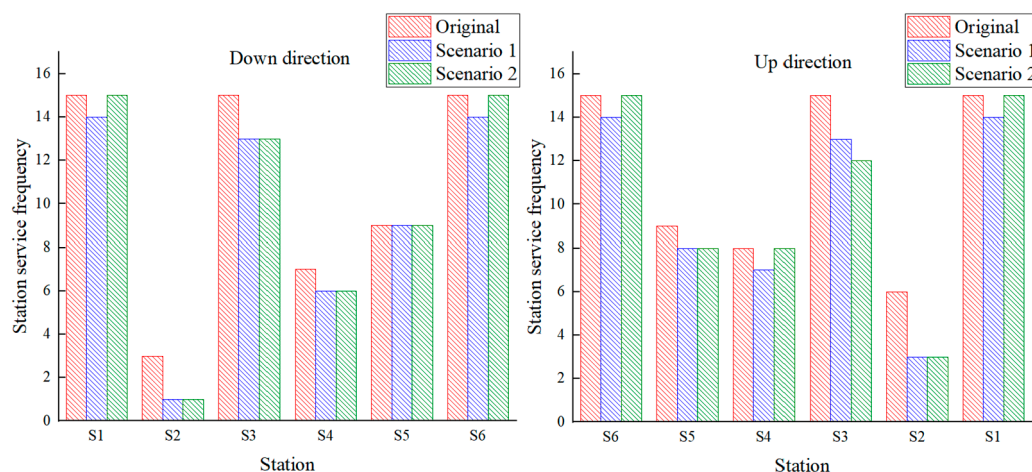 Original
Scenario 1
Scenario 2
Down direction
16
14
12
10
8
6
4
2
0
Station service frequency
S1 S2 S3 S4 S5 S6
Station
Original
Scenario 1
Scenario 2
Up direction
16
14
12
10
8
6
4
2
0
Station service frequency
S6 S5 S4 S3 S2 S1
Station